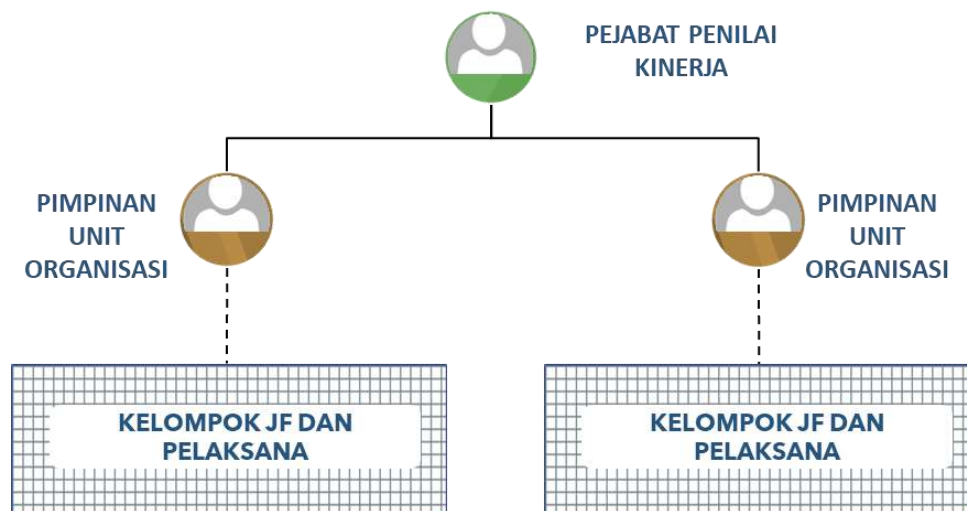 PEJABAT PENILAI
KINERJA
PIMPINAN
UNIT
ORGANISASI
PIMPINAN
UNIT
ORGANISASI
KELOMPOK JF DAN
PELAKSANA
KELOMPOK JF DAN
PELAKSANA